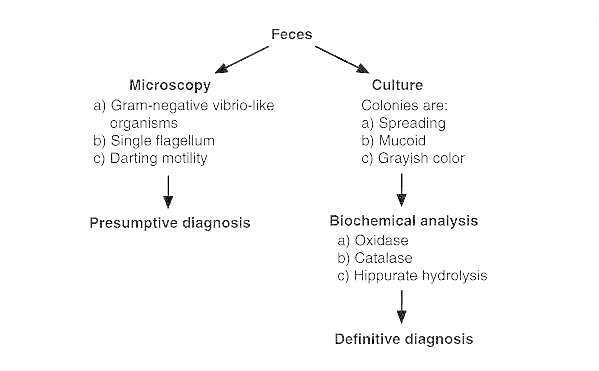 Feces
Microscopy
a) Gram-negative vibrio-like
organisms
b) Single flagellum
c) Darting motility
Presumptive diagnosis
Culture
Colonies are:
a) Spreading
b) Mucoid
c) Grayish color
Biochemical analysis
a) Oxidase
b) Catalase
c) Hippurate hydrolysis
Definitive diagnosis